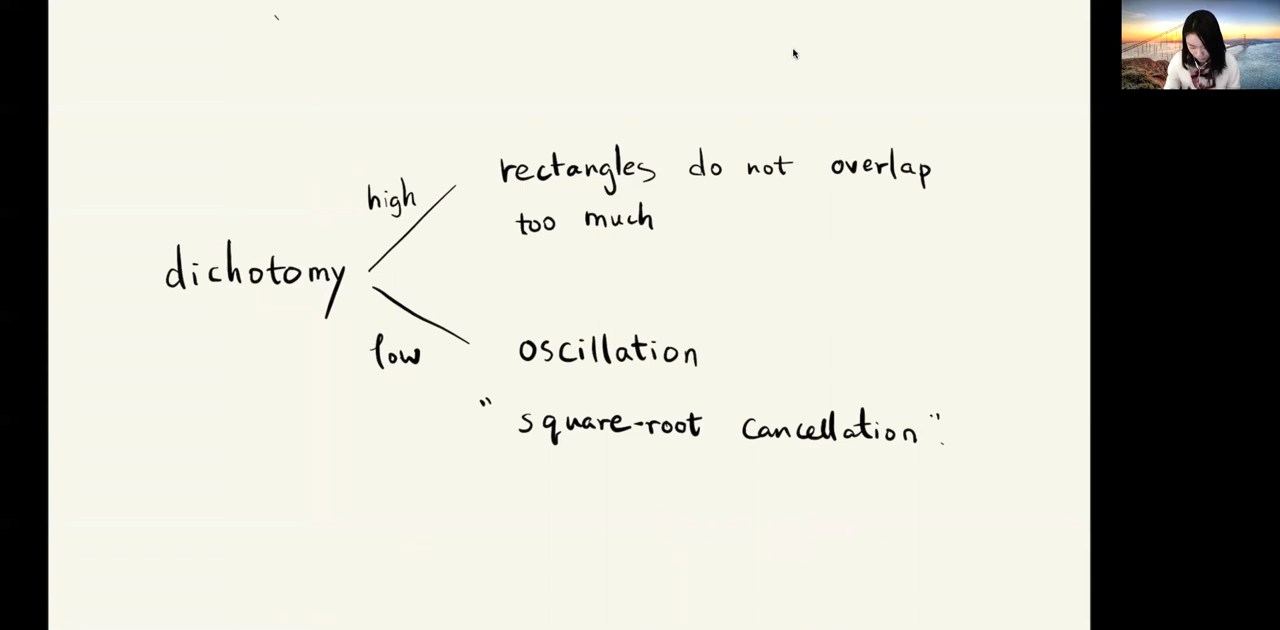 high
rectangles do not overlap
too much
dichotomy
low
oscillation
"square-root cancellation".